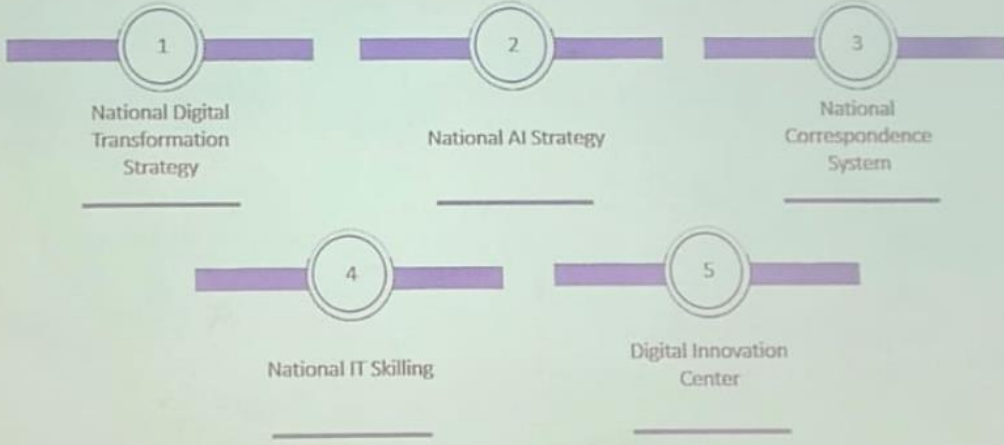 1
National Digital
Transformation
Strategy
2
National AI Strategy
3
National
Correspondence
System
4
National IT Skilling
5
Digital Innovation
Center